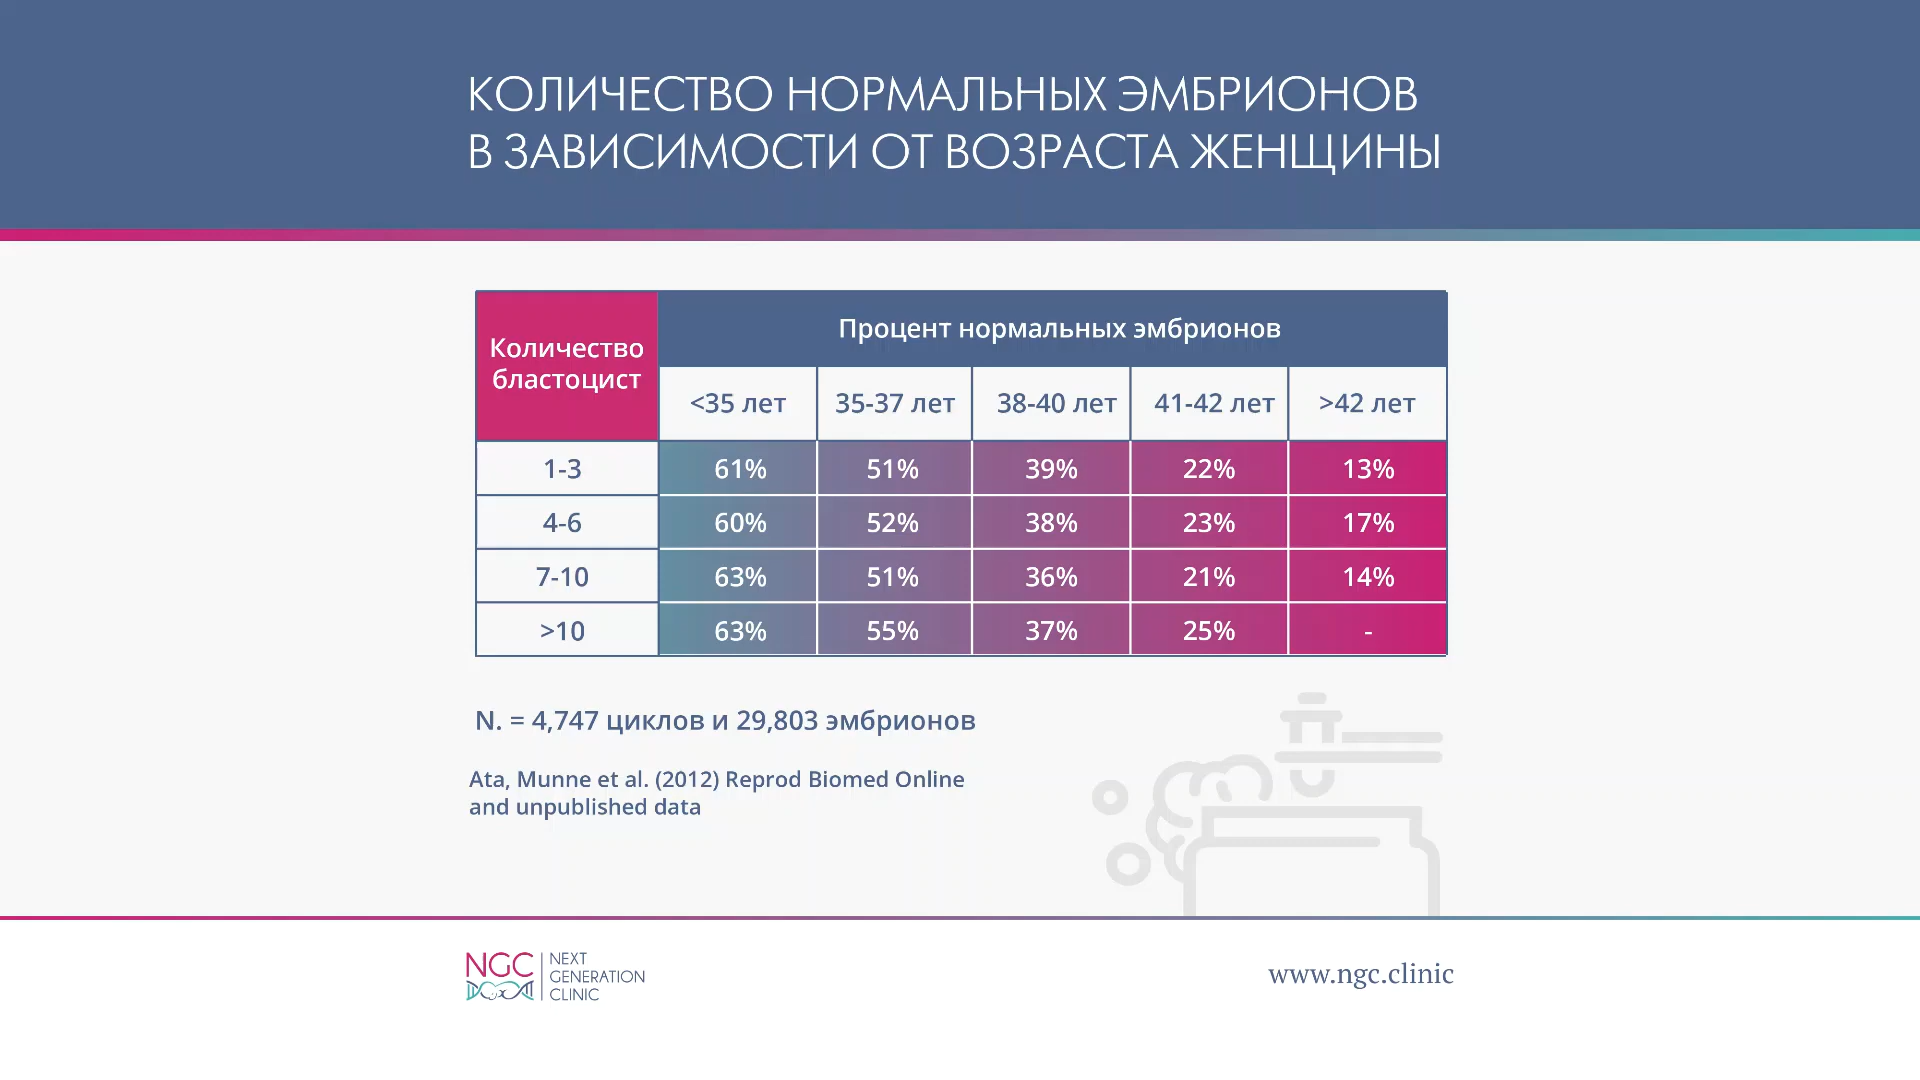 КОЛИЧЕСТВО НОРМАЛЬНЫХ ЭМБРИОНОВ
В ЗАВИСИМОСТИ ОТ ВОЗРАСТА ЖЕНЩИНЫ
Количество
бластоцист
Процент нормальных эмбрионов
<35 лет 35-37 лет 38-40 лет 41-42 лет >42 лет
1-3 61% 51% 39% 22% 13%
4-6 60% 52% 38% 23% 17%
7-10 63% 51% 36% 21% 14%
>10 63% 55% 37% 25% -
N. = 4,747 циклов и 29,803 эмбрионов
Ata, Munne et al. (2012) Reprod Biomed Online
and unpublished data
NGC
NEXT
GENERATION
CLINIC
www.ngc.clinic